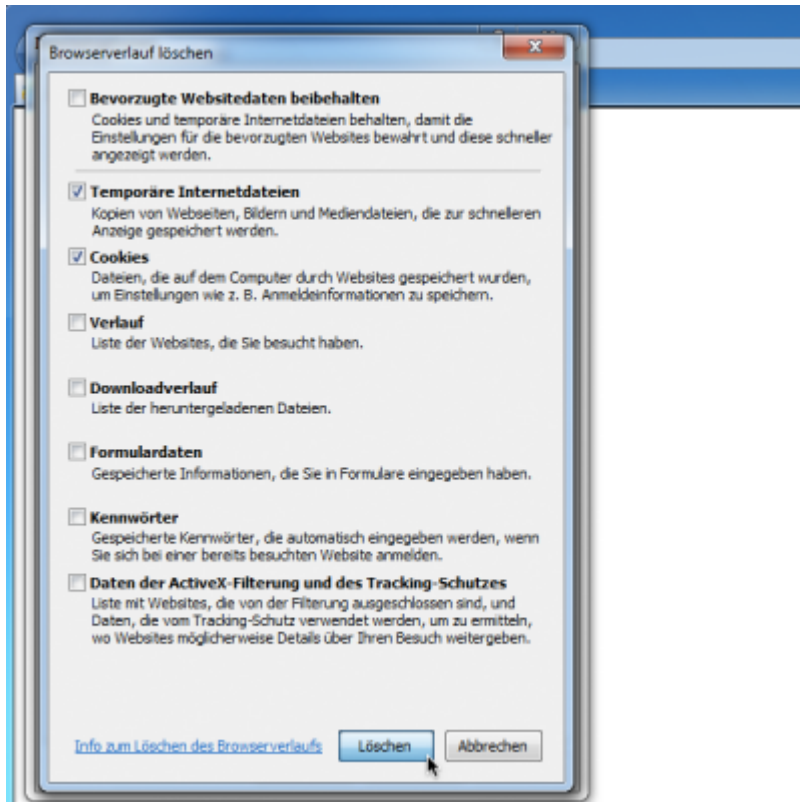 Browserverlauf löschen
Bevorzugte Websitedaten beibehalten
Cookies und temporäre Internetdateien behalten, damit die
Einstellungen für die bevorzugten Websites bewahrt und diese schneller
angezeigt werden.
Temporäre Internetdateien
Kopien von Webseiten, Bildern und Mediendateien, die zur schnelleren
Anzeige gespeichert werden.
Cookies
Dateien, die auf dem Computer durch Websites gespeichert wurden,
um Einstellungen wie z. B. Anmeldeinformationen zu speichern.
Verlauf
Liste der Websites, die Sie besucht haben.
Downloadverlauf
Liste der heruntergeladenen Dateien.
Formulardaten
Gespeicherte Informationen, die Sie in Formulare eingegeben haben.
Kennwörter
Gespeicherte Kennwörter, die automatisch eingegeben werden, wenn
Sie sich bei einer bereits besuchten Website anmelden.
Daten der ActiveX-Filterung und des Tracking-Schutzes
Liste mit Websites, die von der Filterung ausgeschlossen sind, und
Daten, die vom Tracking-Schutz verwendet werden, um zu ermitteln,
wo Websites möglicherweise Details über Ihren Besuch weitergeben.
Info zum Löschen des Browserverlaufs Löschen Abbrechen